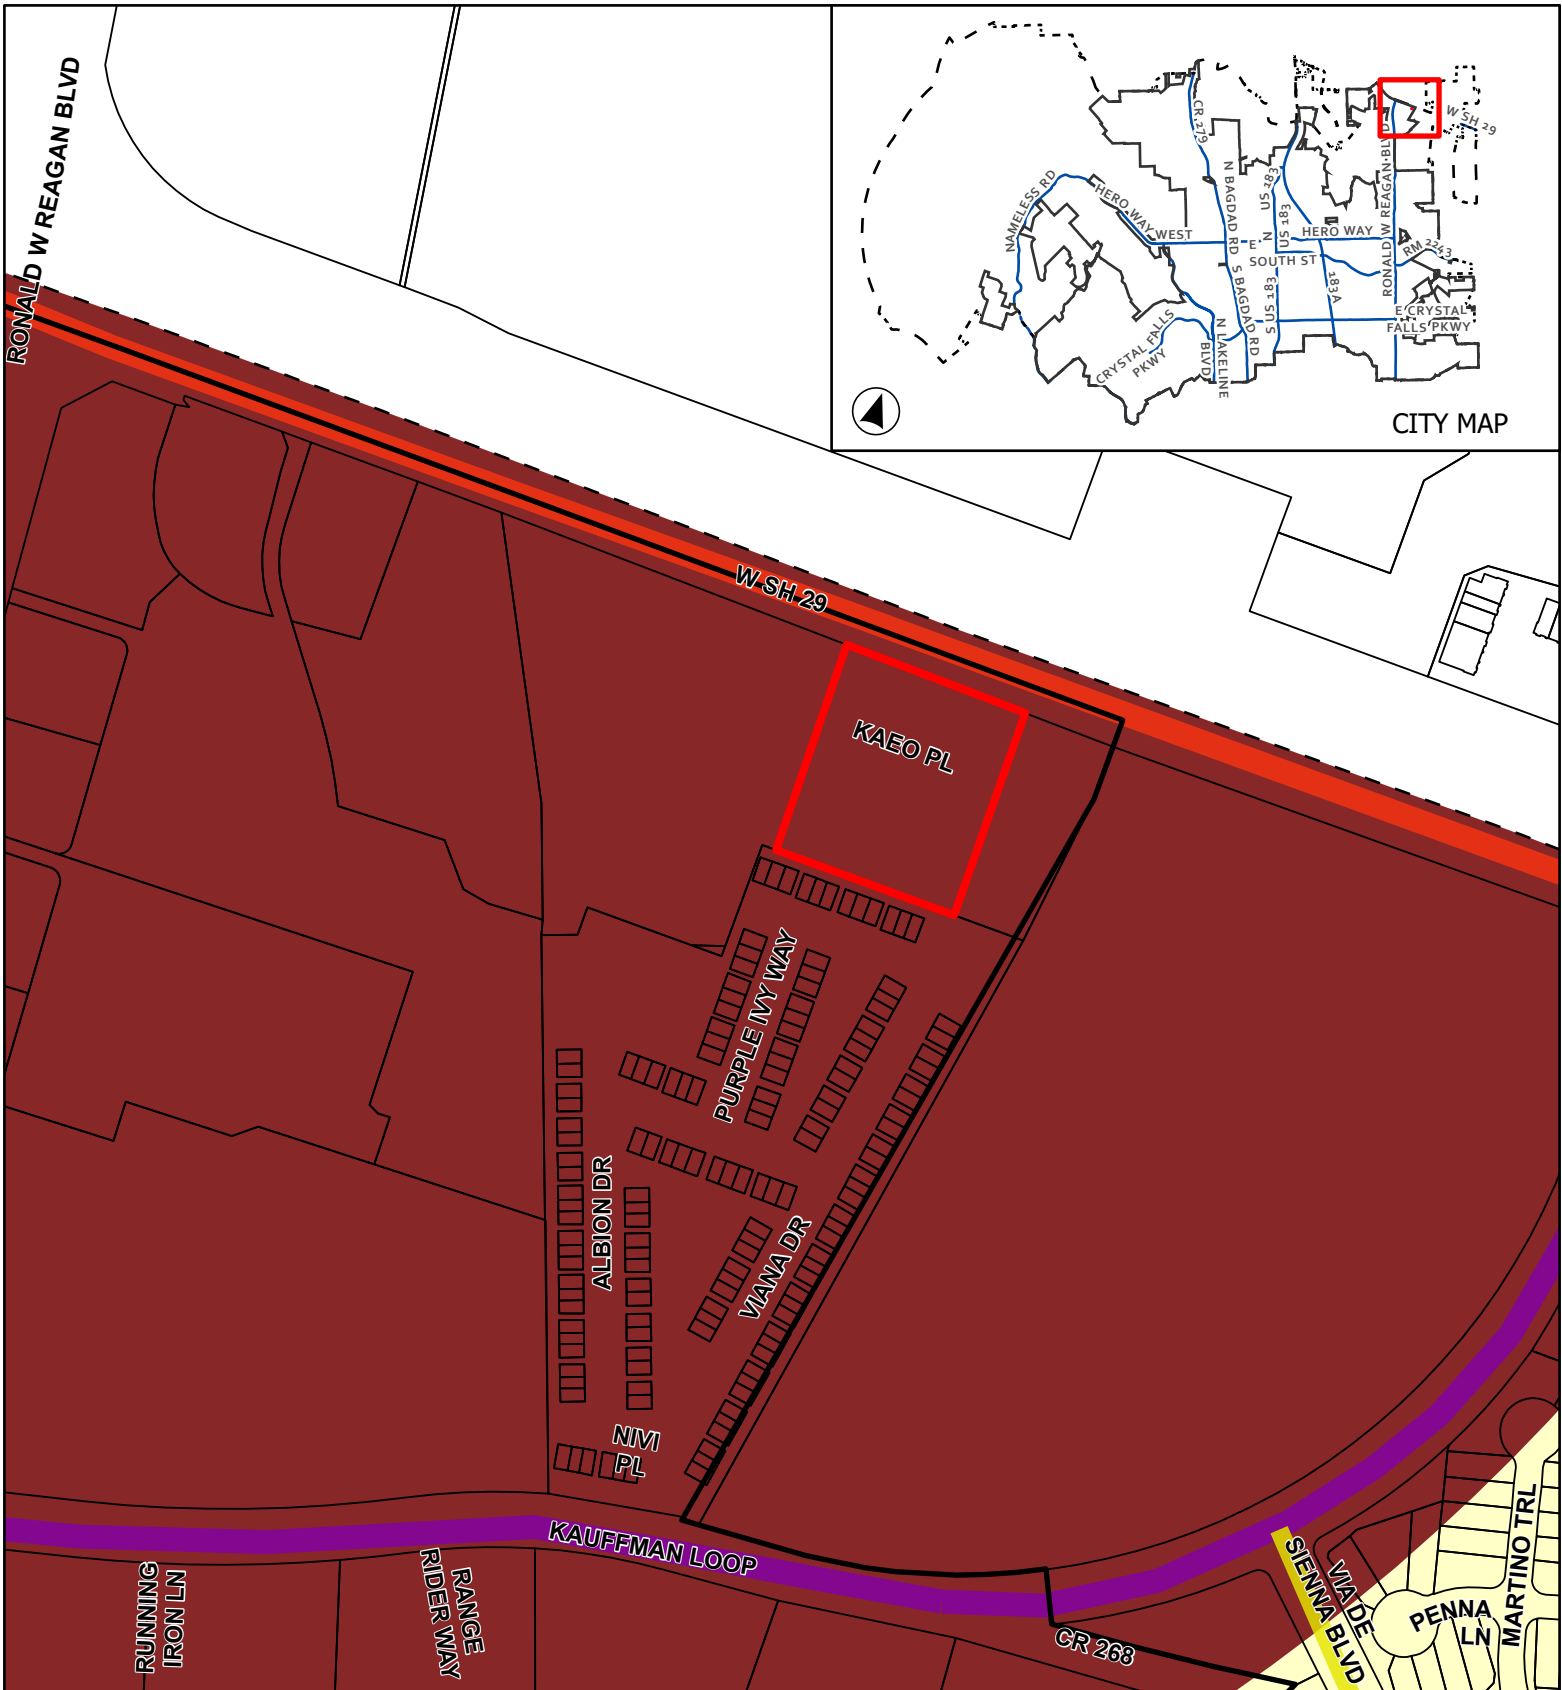 RONALD W REAGAN BLVD
CR 279
W SH 29
NAMELESS RD
HERO WAY
WEST
N BAGDAD RD
US 183
N
US 183
E
SOUTH ST
HERO WAY
RONALD W REAGAN BLVD
RM 2243
S BAGDAD RD
S US 183
183A
E CRYSTAL
FALLS PKWY
CRYSTAL FALLS
PKWY
N LAKELINE
BLVD
CITY MAP
W SH 29
KAEO PL
PURPLE IVY WAY
ALBION DR
VIANA DR
NIVI
PL
KAUFFMAN LOOP
RUNNING
IRON LN
RANGE
RIDER WAY
CR 268
SIENNA BLVD
VIA DE
PENNA
LN
MARTINO TRL